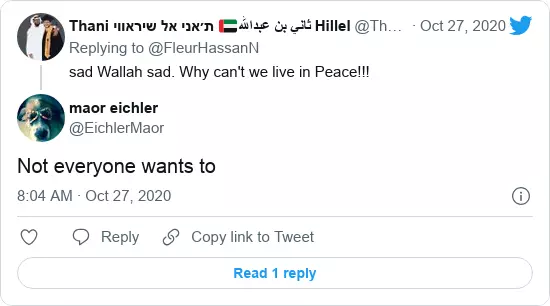 Thani ת׳אני אל שיראווי 🇦🇪ثاني بن عبدالله Hillel @Th… · Oct 27, 2020
Replying to @FleurHassanN
sad Wallah sad. Why can't we live in Peace!!!
maor eichler
@EichlerMaor
Not everyone wants to
8:04 AM · Oct 27, 2020
Reply
Copy link to Tweet
Read 1 reply